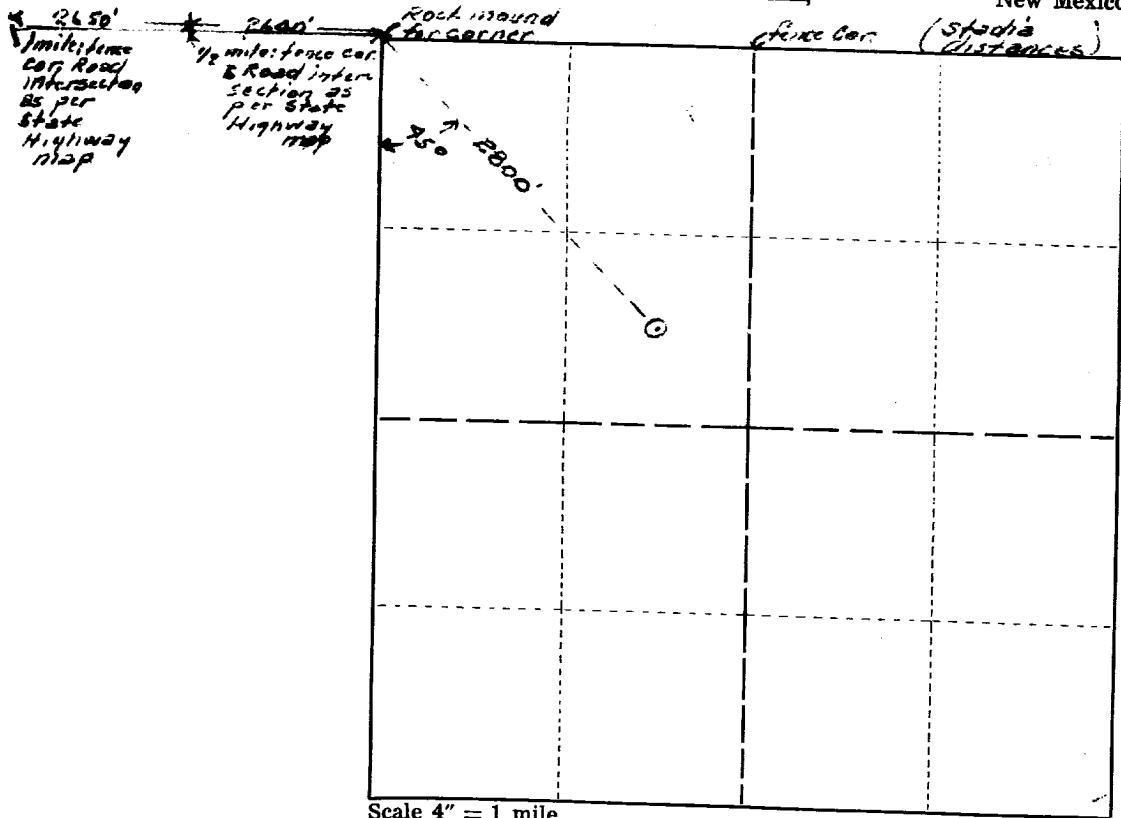 New Mexico
2650'
2640'
Rock mound
for corner
fence cor.
(Stadia
distances)
1 mile; fence
cor, Road
intersection
as per
State
Highway
map
1/2 mile: fence cor.
& Road inter
section as
per State
Highway
map
45°
2800'
Scale 4" = 1 mile